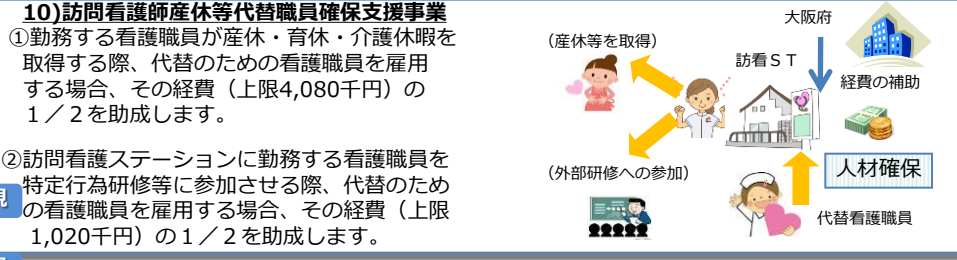 10)訪問看護師産休等代替職員確保支援事業
①勤務する看護職員が産休・育休・介護休暇を
取得する際、代替のための看護職員を雇用
する場合、その経費（上限4,080千円）の
１／２を助成します。
②訪問看護ステーションに勤務する看護職員を
特定行為研修等に参加させる際、代替のため
の看護職員を雇用する場合、その経費（上限
1,020千円）の１／２を助成します。
大阪府
（産休等を取得）
訪看ＳＴ
経費の補助
（外部研修への参加）
人材確保
代替看護職員